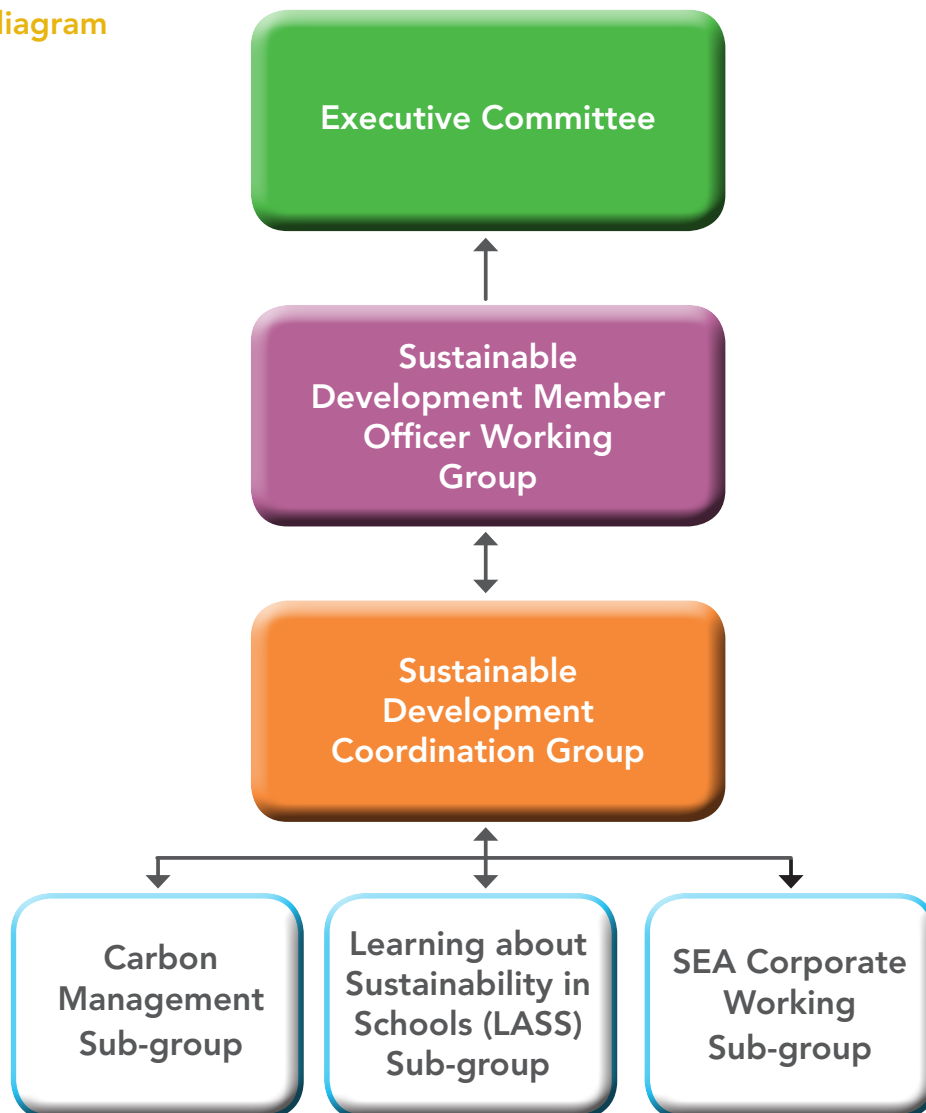 diagram
Executive Committee
Sustainable
Development Member
Officer Working
Group
Sustainable
Development
Coordination Group
Carbon
Management
Sub-group
Learning about
Sustainability in
Schools (LASS)
Sub-group
SEA Corporate
Working
Sub-group